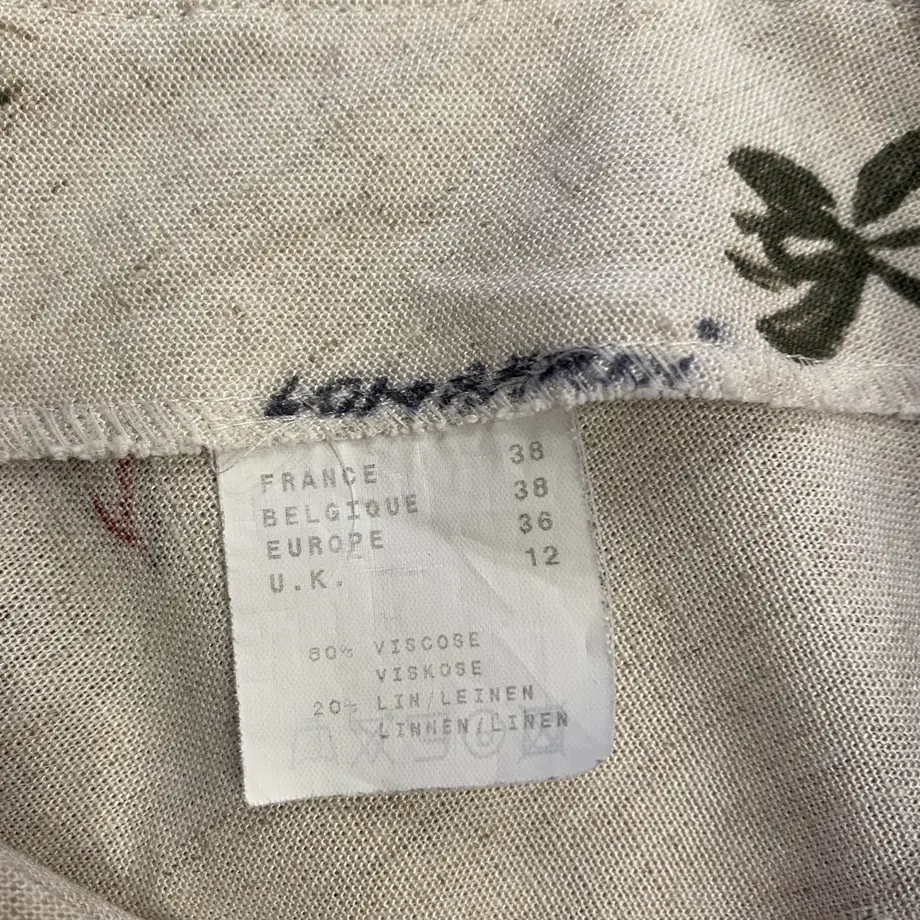 FRANCE 38
BELGIQUE 38
EUROPE 36
U.K. 12
80% VISCOSE
VISKOSE
20% LIN/LEINEN
LINNEN/LINEN